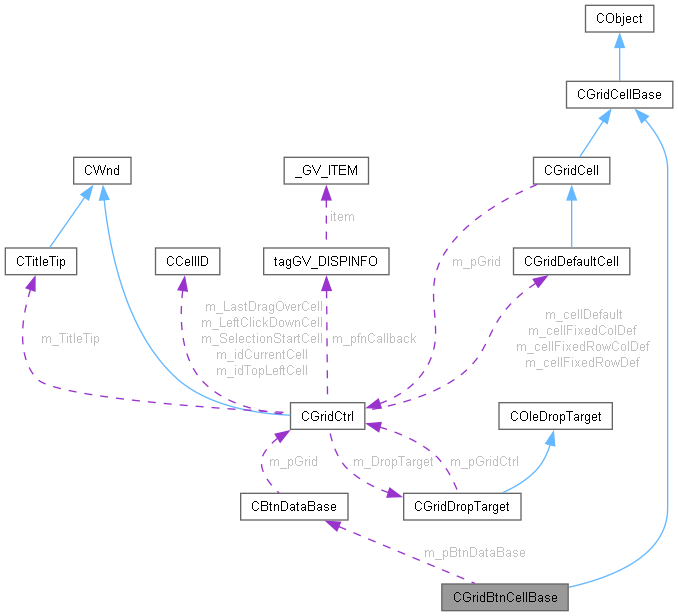 CObject
CGridCellBase
CWnd
_GV_ITEM
CGridCell
item
CTitleTip
CCellID
tagGV_DISPINFO
m_pGrid
CGridDefaultCell
m_LastDragOverCell
m_LeftClickDownCell
m_SelectionStartCell
m_idCurrentCell
m_idTopLeftCell
m_TitleTip
m_pfnCallback
m_cellDefault
m_cellFixedColDef
m_cellFixedRowColDef
m_cellFixedRowDef
CGridCtrl
COleDropTarget
m_pGrid
m_DropTarget
m_pGridCtrl
CBtnDataBase
CGridDropTarget
m_pBtnDataBase
CGridBtnCellBase